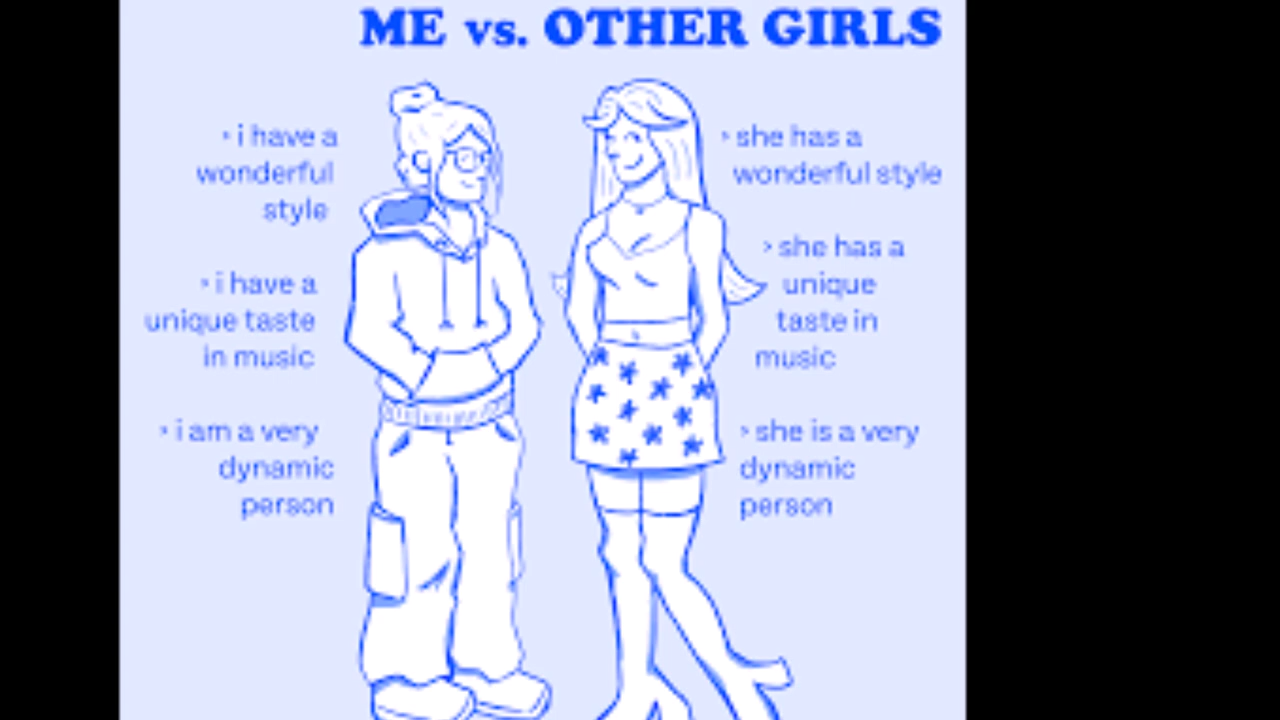 ME vs. OTHER GIRLS
› i have a
wonderful
style
› i have a
unique taste
in music
› i am a very
dynamic
person
› she has a
wonderful style
› she has a
unique
taste in
music
› she is a very
dynamic
person